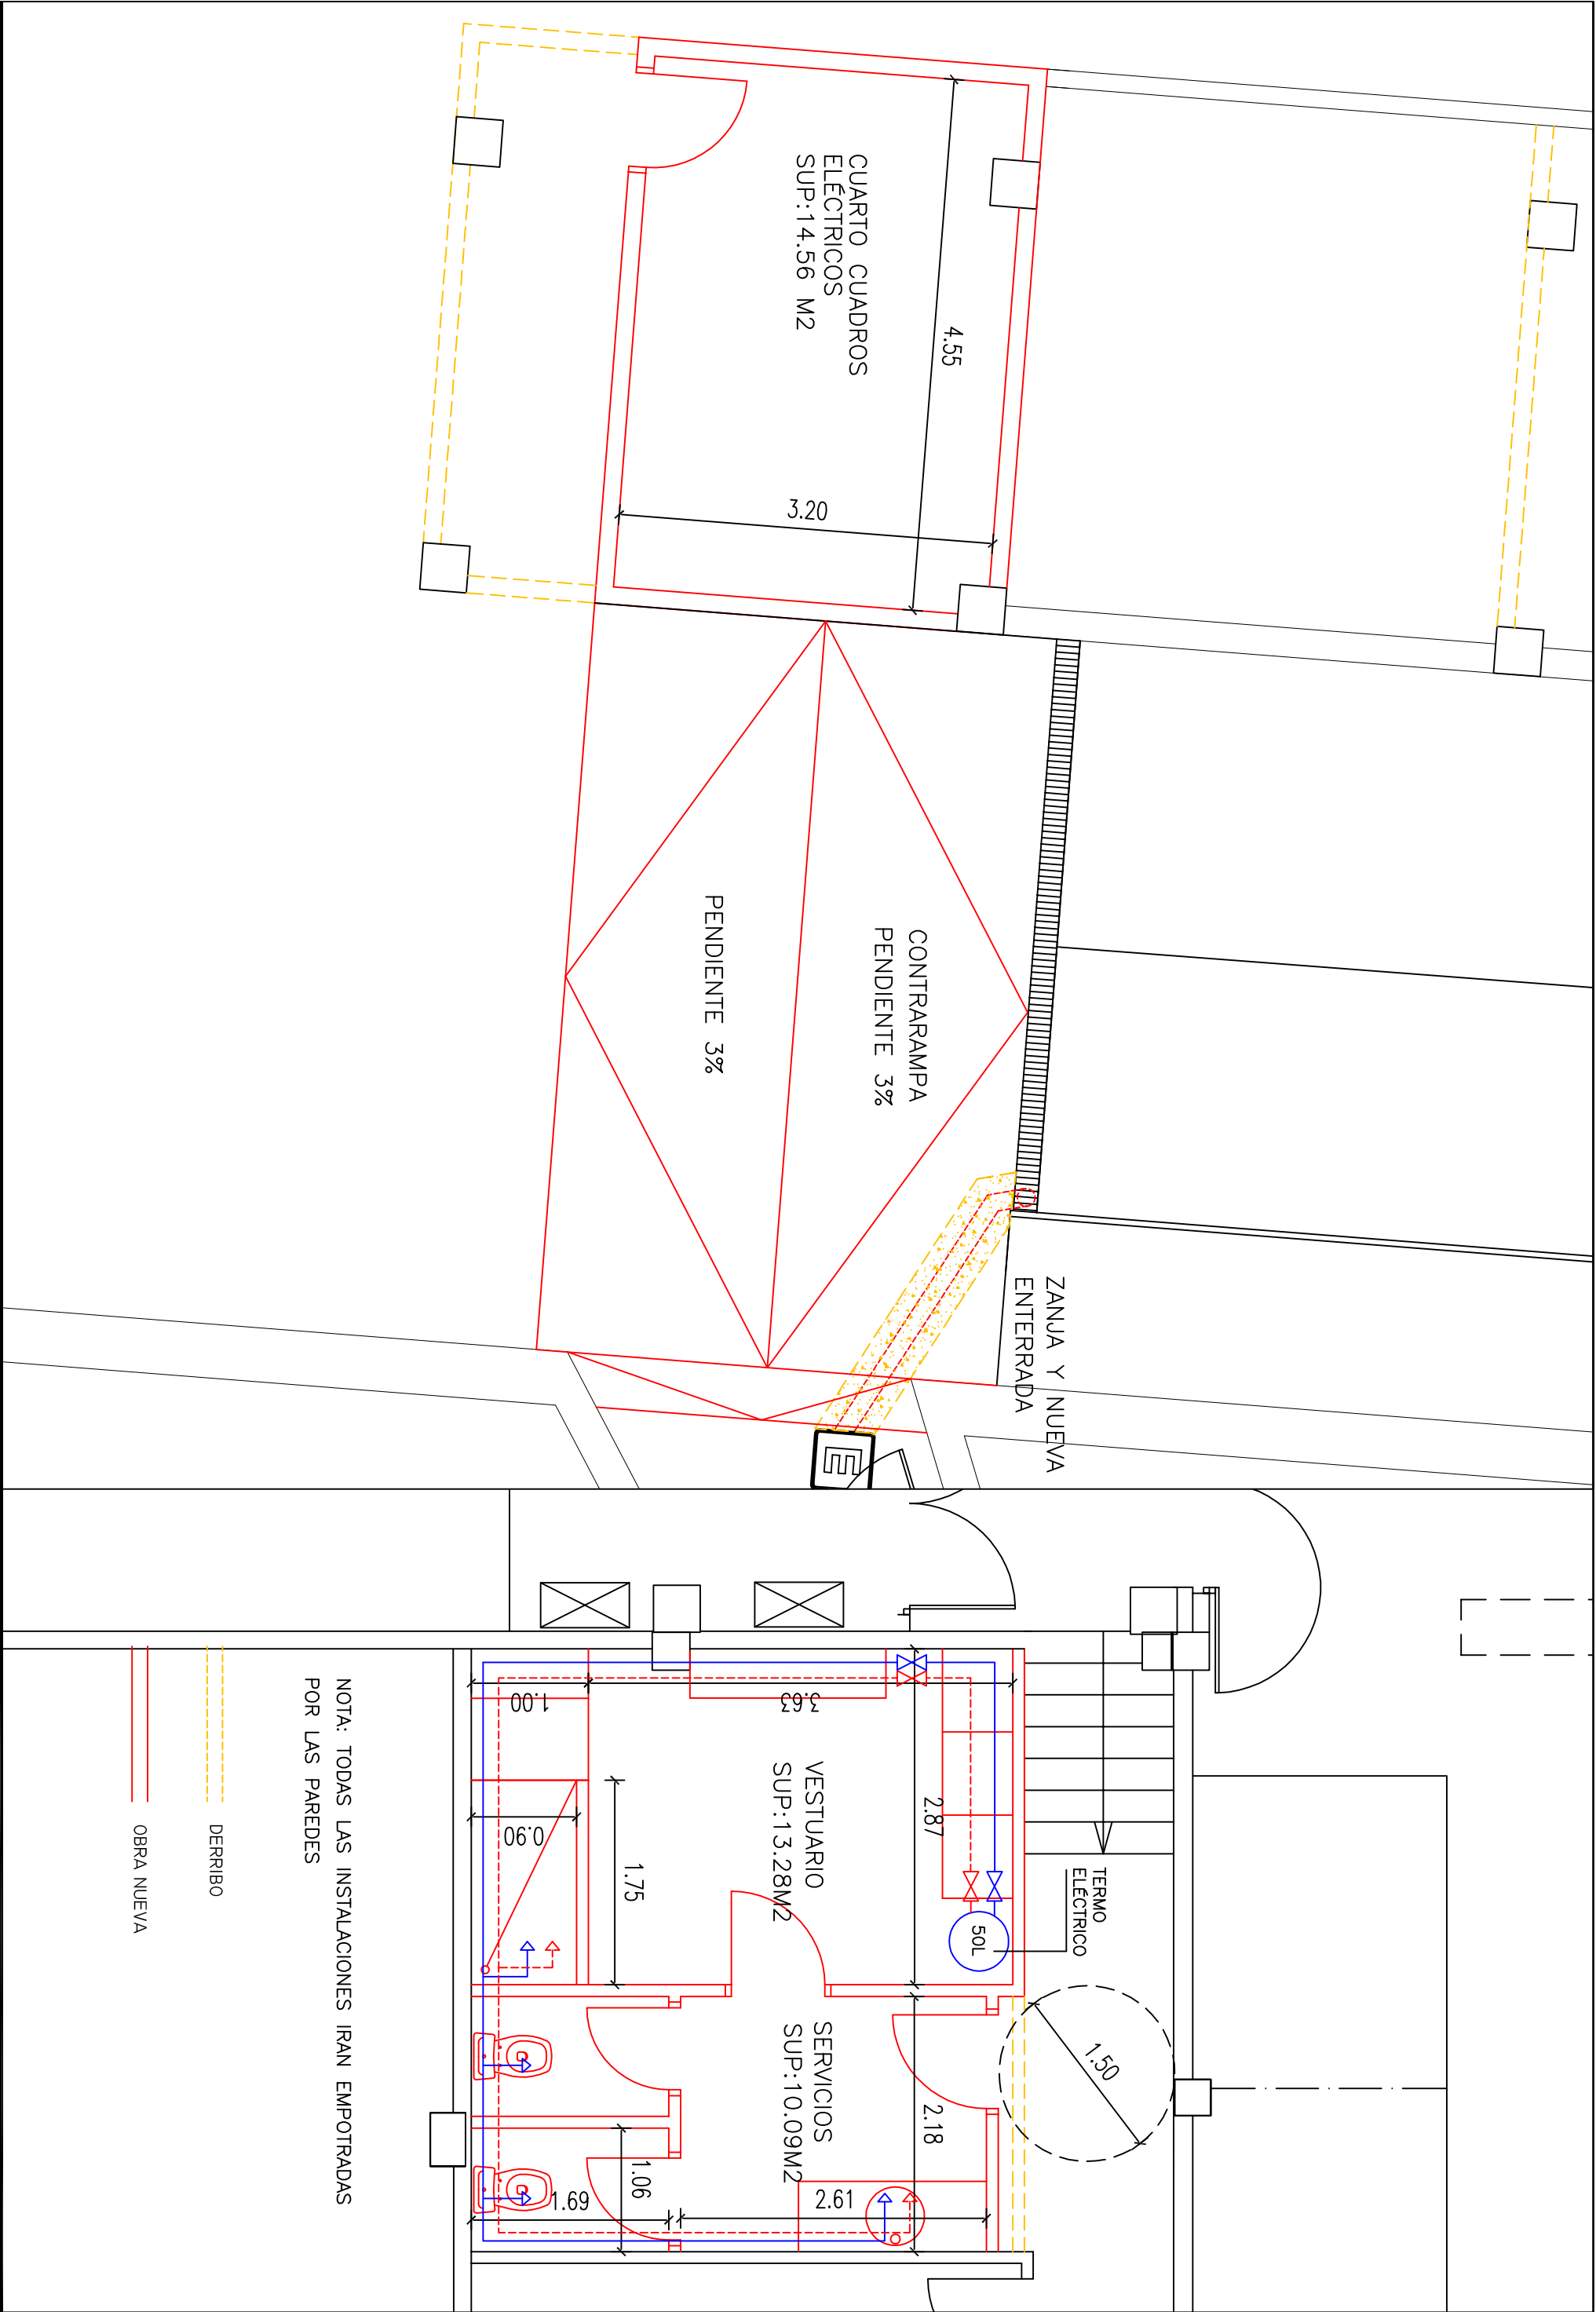 CUARTO CUADROS
ELÉCTRICOS
SUP:14.56 M2
4.55
3.20
CONTRARAMPA
PENDIENTE 3%
PENDIENTE 3%
ZANJA Y NUEVA
ENTERRADA
E
1.00
3.63
0.90
1.75
VESTUARIO
SUP:13.28M2
2.87
50L
TERMO
ELÉCTRICO
1.50
SERVICIOS
SUP:10.09M2
2.18
1.06
1.69
2.61
NOTA: TODAS LAS INSTALACIONES IRAN EMPOTRADAS
POR LAS PAREDES
DERRIBO
OBRA NUEVA